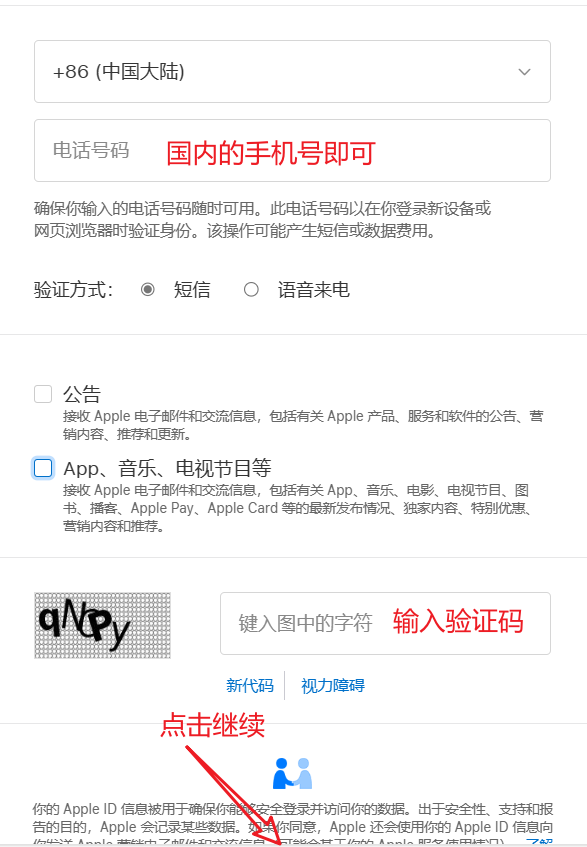 +86 (中国大陆)
电话号码 国内的手机号即可
确保你输入的电话号码随时可用。此电话号码以在你登录新设备或
网页浏览器时验证身份。该操作可能产生短信或数据费用。
验证方式： 短信 语音来电
公告
接收 Apple 电子邮件和交流信息，包括有关 Apple 产品、服务和软件的公告、营
销内容、推荐和更新。
App、音乐、电视节目等
接收 Apple 电子邮件和交流信息，包括有关 App、音乐、电影、电视节目、图
书、播客、Apple Pay、Apple Card 等的最新发布情况、独家内容、特别优惠、
营销内容和推荐。
键入图中的字符 输入验证码
新代码 视力障碍
点击继续
你的 Apple ID 信息被用于确保你能够安全登录并访问你的数据。出于安全性、支持和报
告的目的，Apple 会记录某些数据。如果你同意，Apple 还会使用你的 Apple ID 信息向